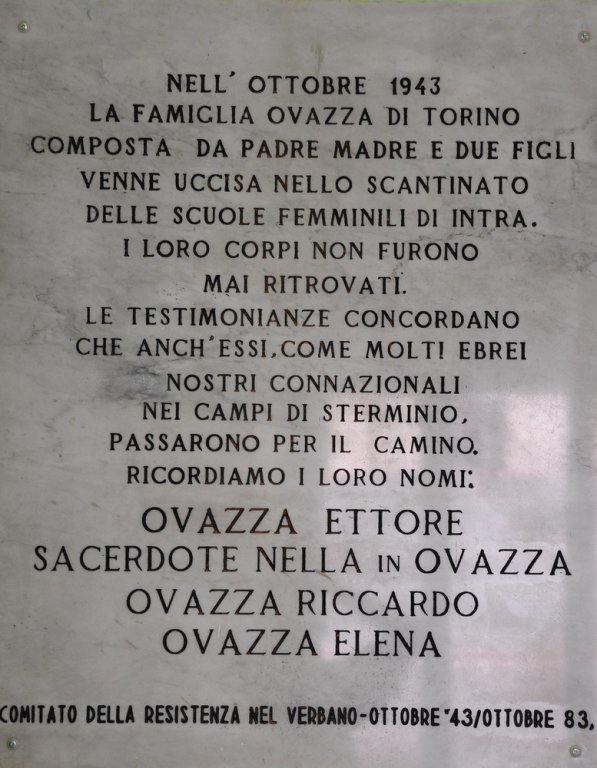 NELL' OTTOBRE 1943
LA FAMIGLIA OVAZZA DI TORINO
COMPOSTA DA PADRE MADRE E DUE FIGLI
VENNE UCCISA NELLO SCANTINATO
DELLE SCUOLE FEMMINILI DI INTRA.
I LORO CORPI NON FURONO
MAI RITROVATI.
LE TESTIMONIANZE CONCORDANO
CHE ANCH'ESSI, COME MOLTI EBREI
NOSTRI CONNAZIONALI
NEI CAMPI DI STERMINIO,
PASSARONO PER IL CAMINO.
RICORDIAMO I LORO NOMI:
OVAZZA ETTORE
SACERDOTE NELLA IN OVAZZA
OVAZZA RICCARDO
OVAZZA ELENA
COMITATO DELLA RESISTENZA NEL VERBANO-OTTOBRE '43/OTTOBRE 83.